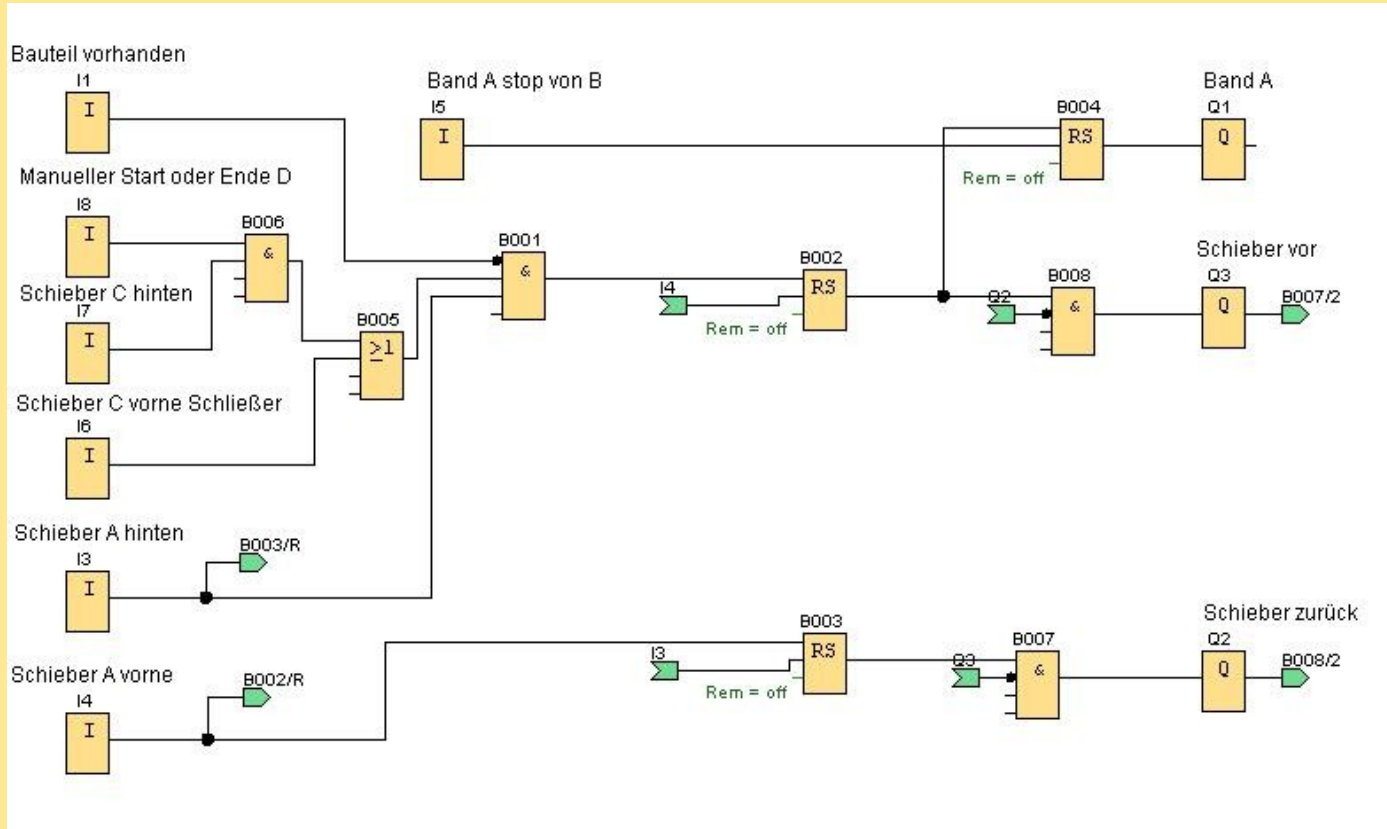 Bauteil vorhanden
I1
I
Band A stop von B
I5
I
B004
RS
Rem = off
Band A
Q1
Q
Manueller Start oder Ende D
I8
I
B006
&
Schieber C hinten
I7
I
B005
>1
B001
&
I4
B002
RS
Rem = off
Q2
B008
&
Schieber vor
Q3
Q
B007/2
Schieber C vorne Schließer
I6
I
Schieber A hinten
I3
I
B003/R
Schieber A vorne
I4
I
B002/R
I3
B003
RS
Rem = off
Q3
B007
&
Schieber zurück
Q2
Q
B008/2